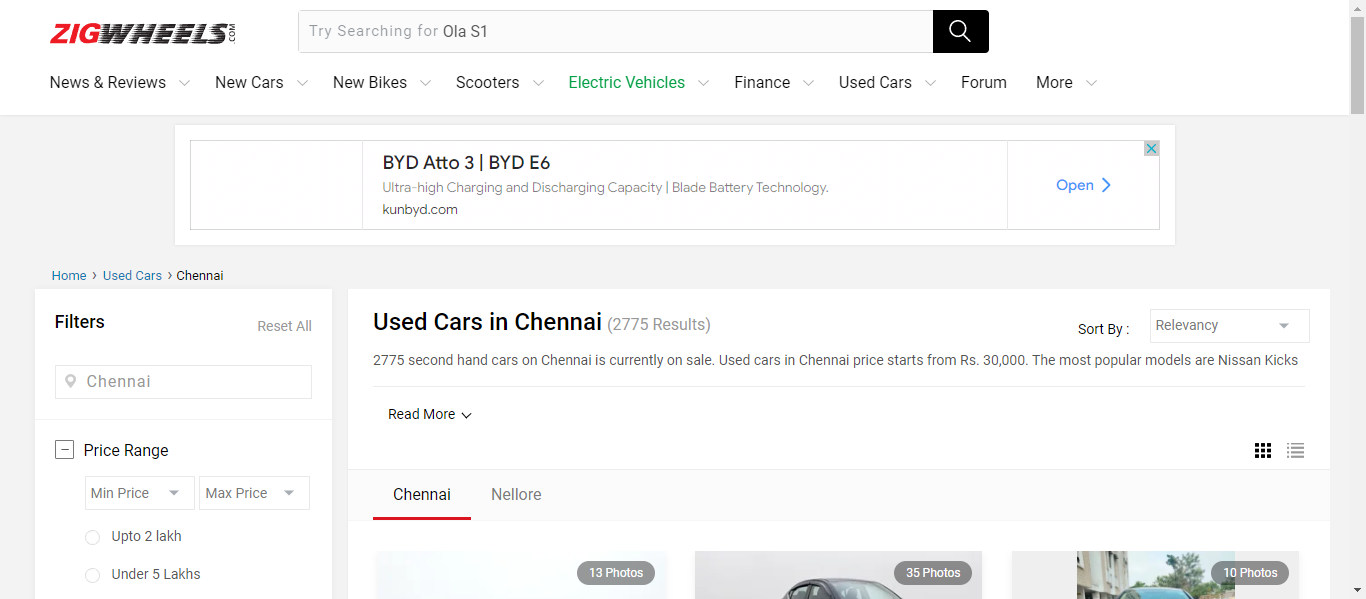 ZIGWHEELS.COM
Try Searching for Ola S1
News & Reviews New Cars New Bikes Scooters Electric Vehicles Finance Used Cars Forum More
BYD Atto 3 | BYD E6
Ultra-high Charging and Discharging Capacity | Blade Battery Technology.
kunbyd.com
Open
Home › Used Cars › Chennai
Filters
Reset All
Chennai
Price Range
Min Price Max Price
Upto 2 lakh
Under 5 Lakhs
Used Cars in Chennai (2775 Results)
Sort By : Relevancy
2775 second hand cars on Chennai is currently on sale. Used cars in Chennai price starts from Rs. 30,000. The most popular models are Nissan Kicks
Read More
Chennai Nellore
13 Photos 35 Photos 10 Photos